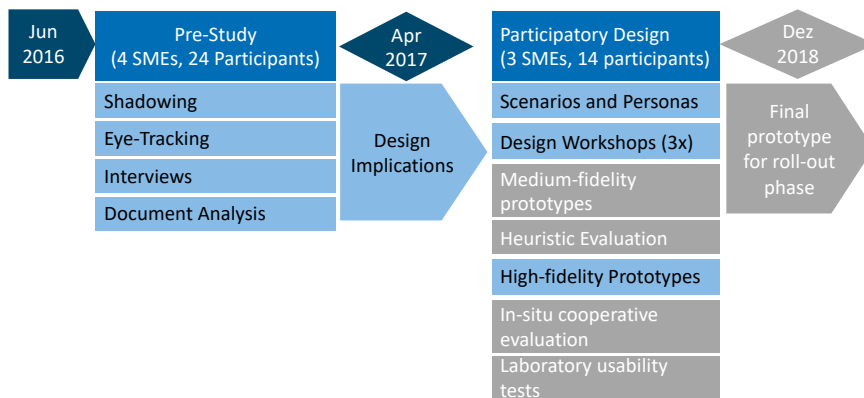 Jun
2016
Pre-Study
(4 SMEs, 24 Participants)
Shadowing
Eye-Tracking
Interviews
Document Analysis
Apr
2017
Design
Implications
Participatory Design
(3 SMEs, 14 participants)
Scenarios and Personas
Design Workshops (3x)
Medium-fidelity
prototypes
Heuristic Evaluation
High-fidelity Prototypes
In-situ cooperative
evaluation
Laboratory usability
tests
Dez
2018
Final
prototype
for roll-out
phase